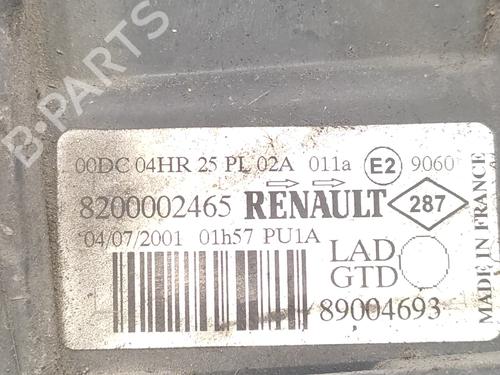 00DC 04HR 25 PL 02A 011a E2 9060
8200002465 RENAULT 287
04/07/2001 01h57 PU1A
LAD
GTD
89004693
MADE IN FRANCE
B-PARTS